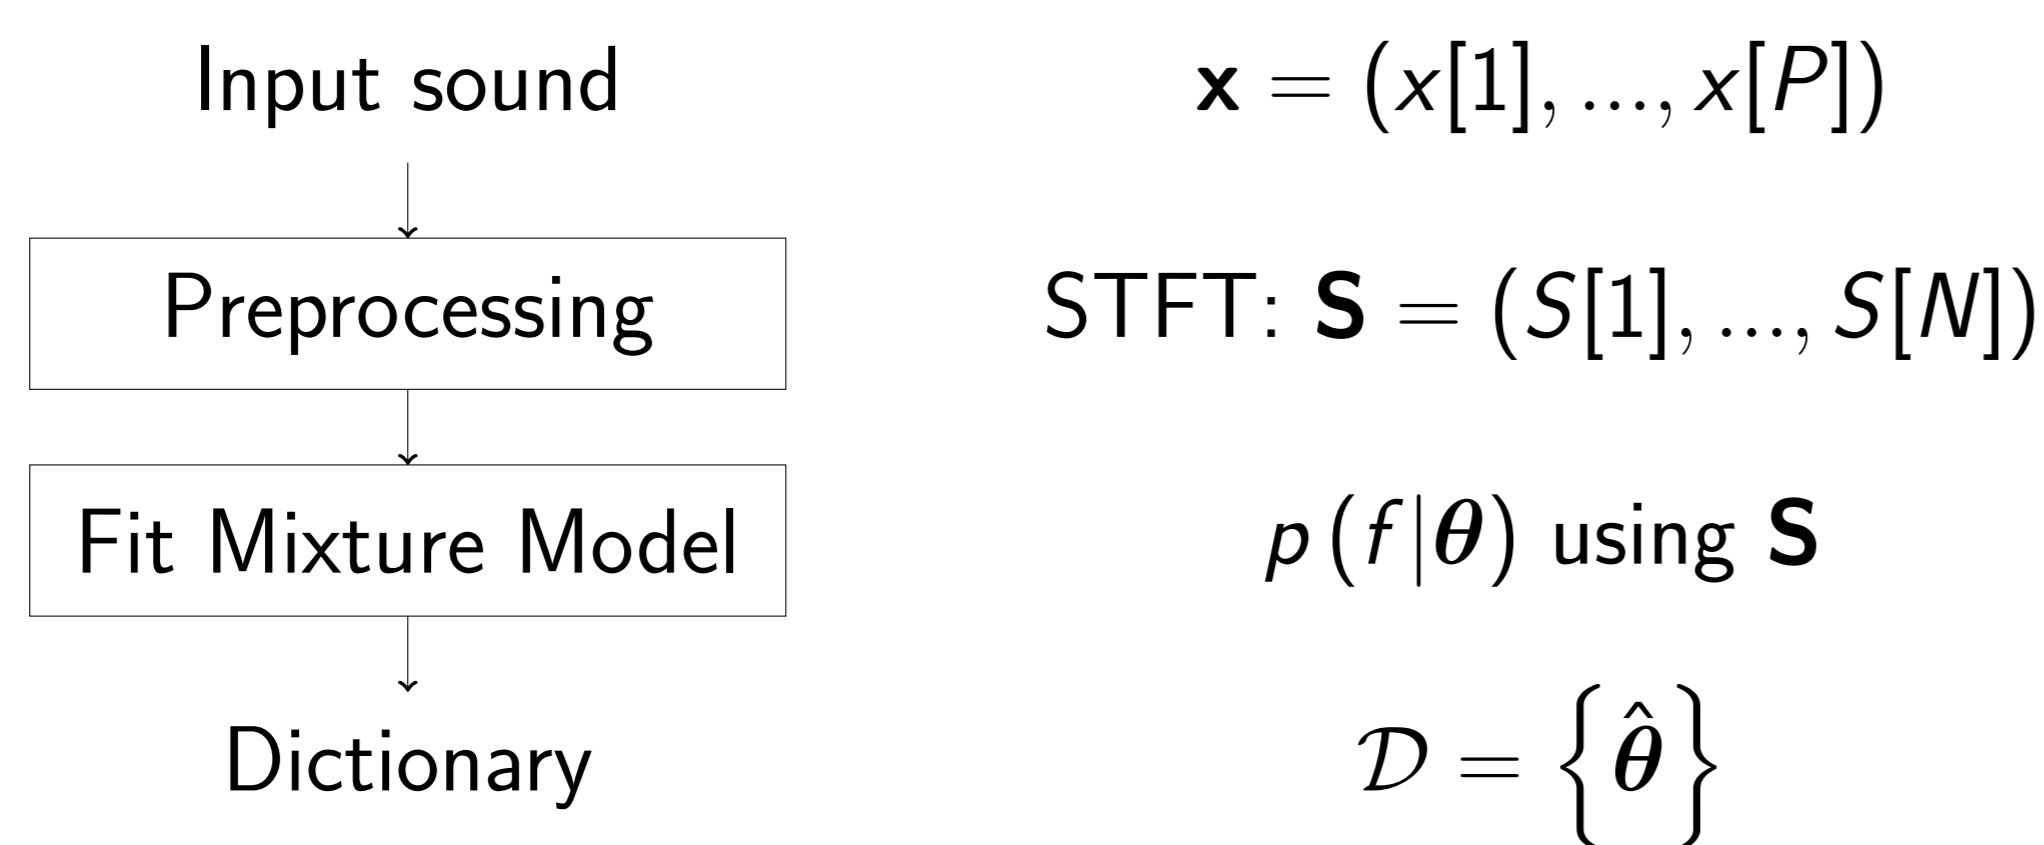 Input sound
𝐱 = (x[1], ..., x[P])
Preprocessing
STFT: 𝐒 = (S[1], ..., S[N])
Fit Mixture Model
p (f|𝜽) using 𝐒
Dictionary
𝒟 = {𝜽̂}